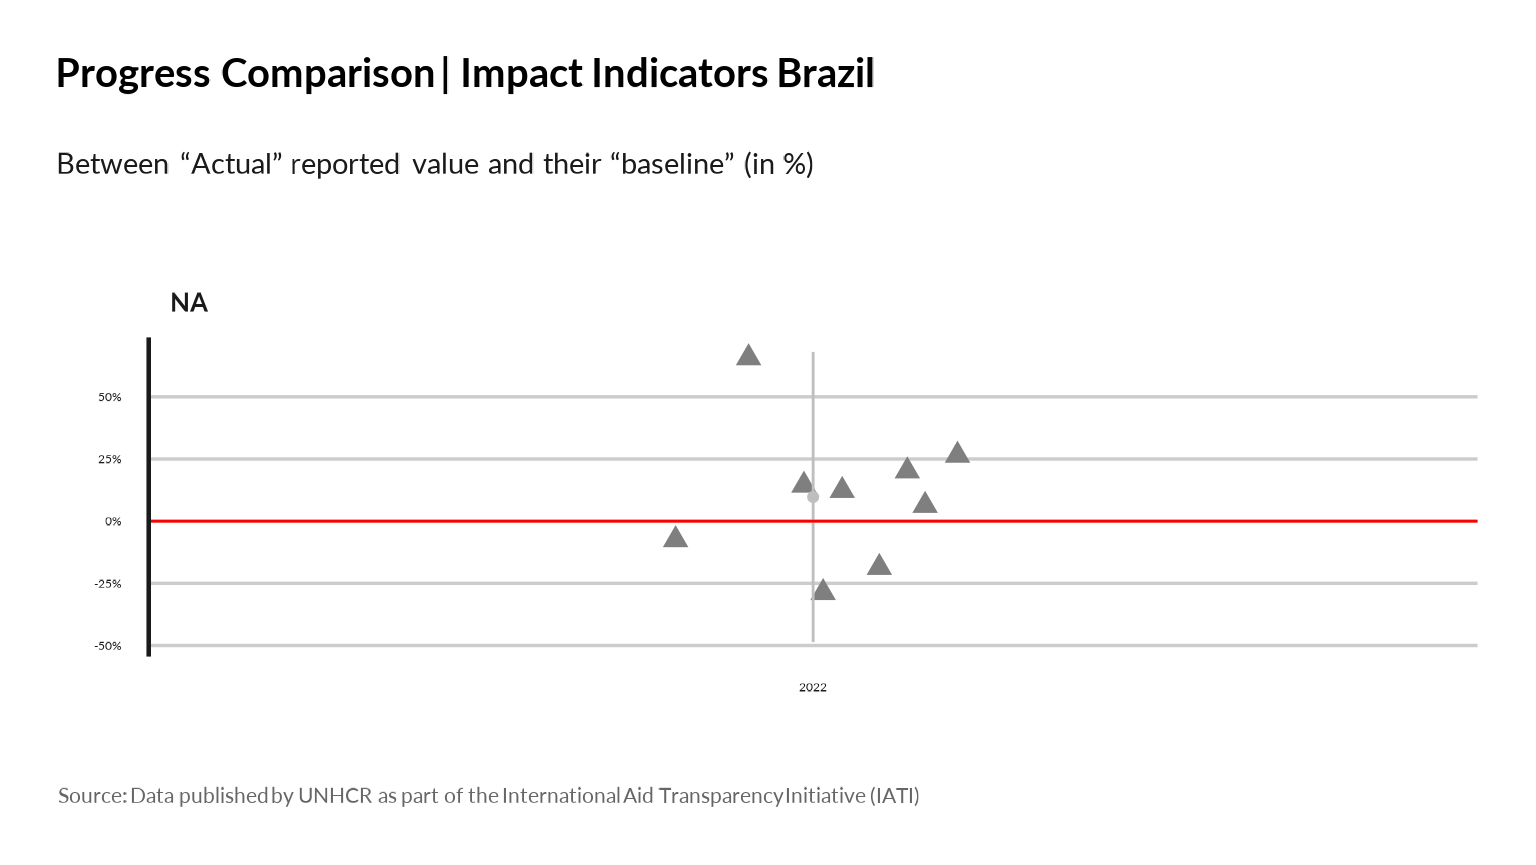 Progress Comparison| Impact Indicators Brazil
Between “Actual” reported value and their “baseline” (in %)
NA
50%
25%
0%
-25%
-50%
2022
Source: Data published by UNHCR as part of the International Aid Transparency Initiative (IATI)